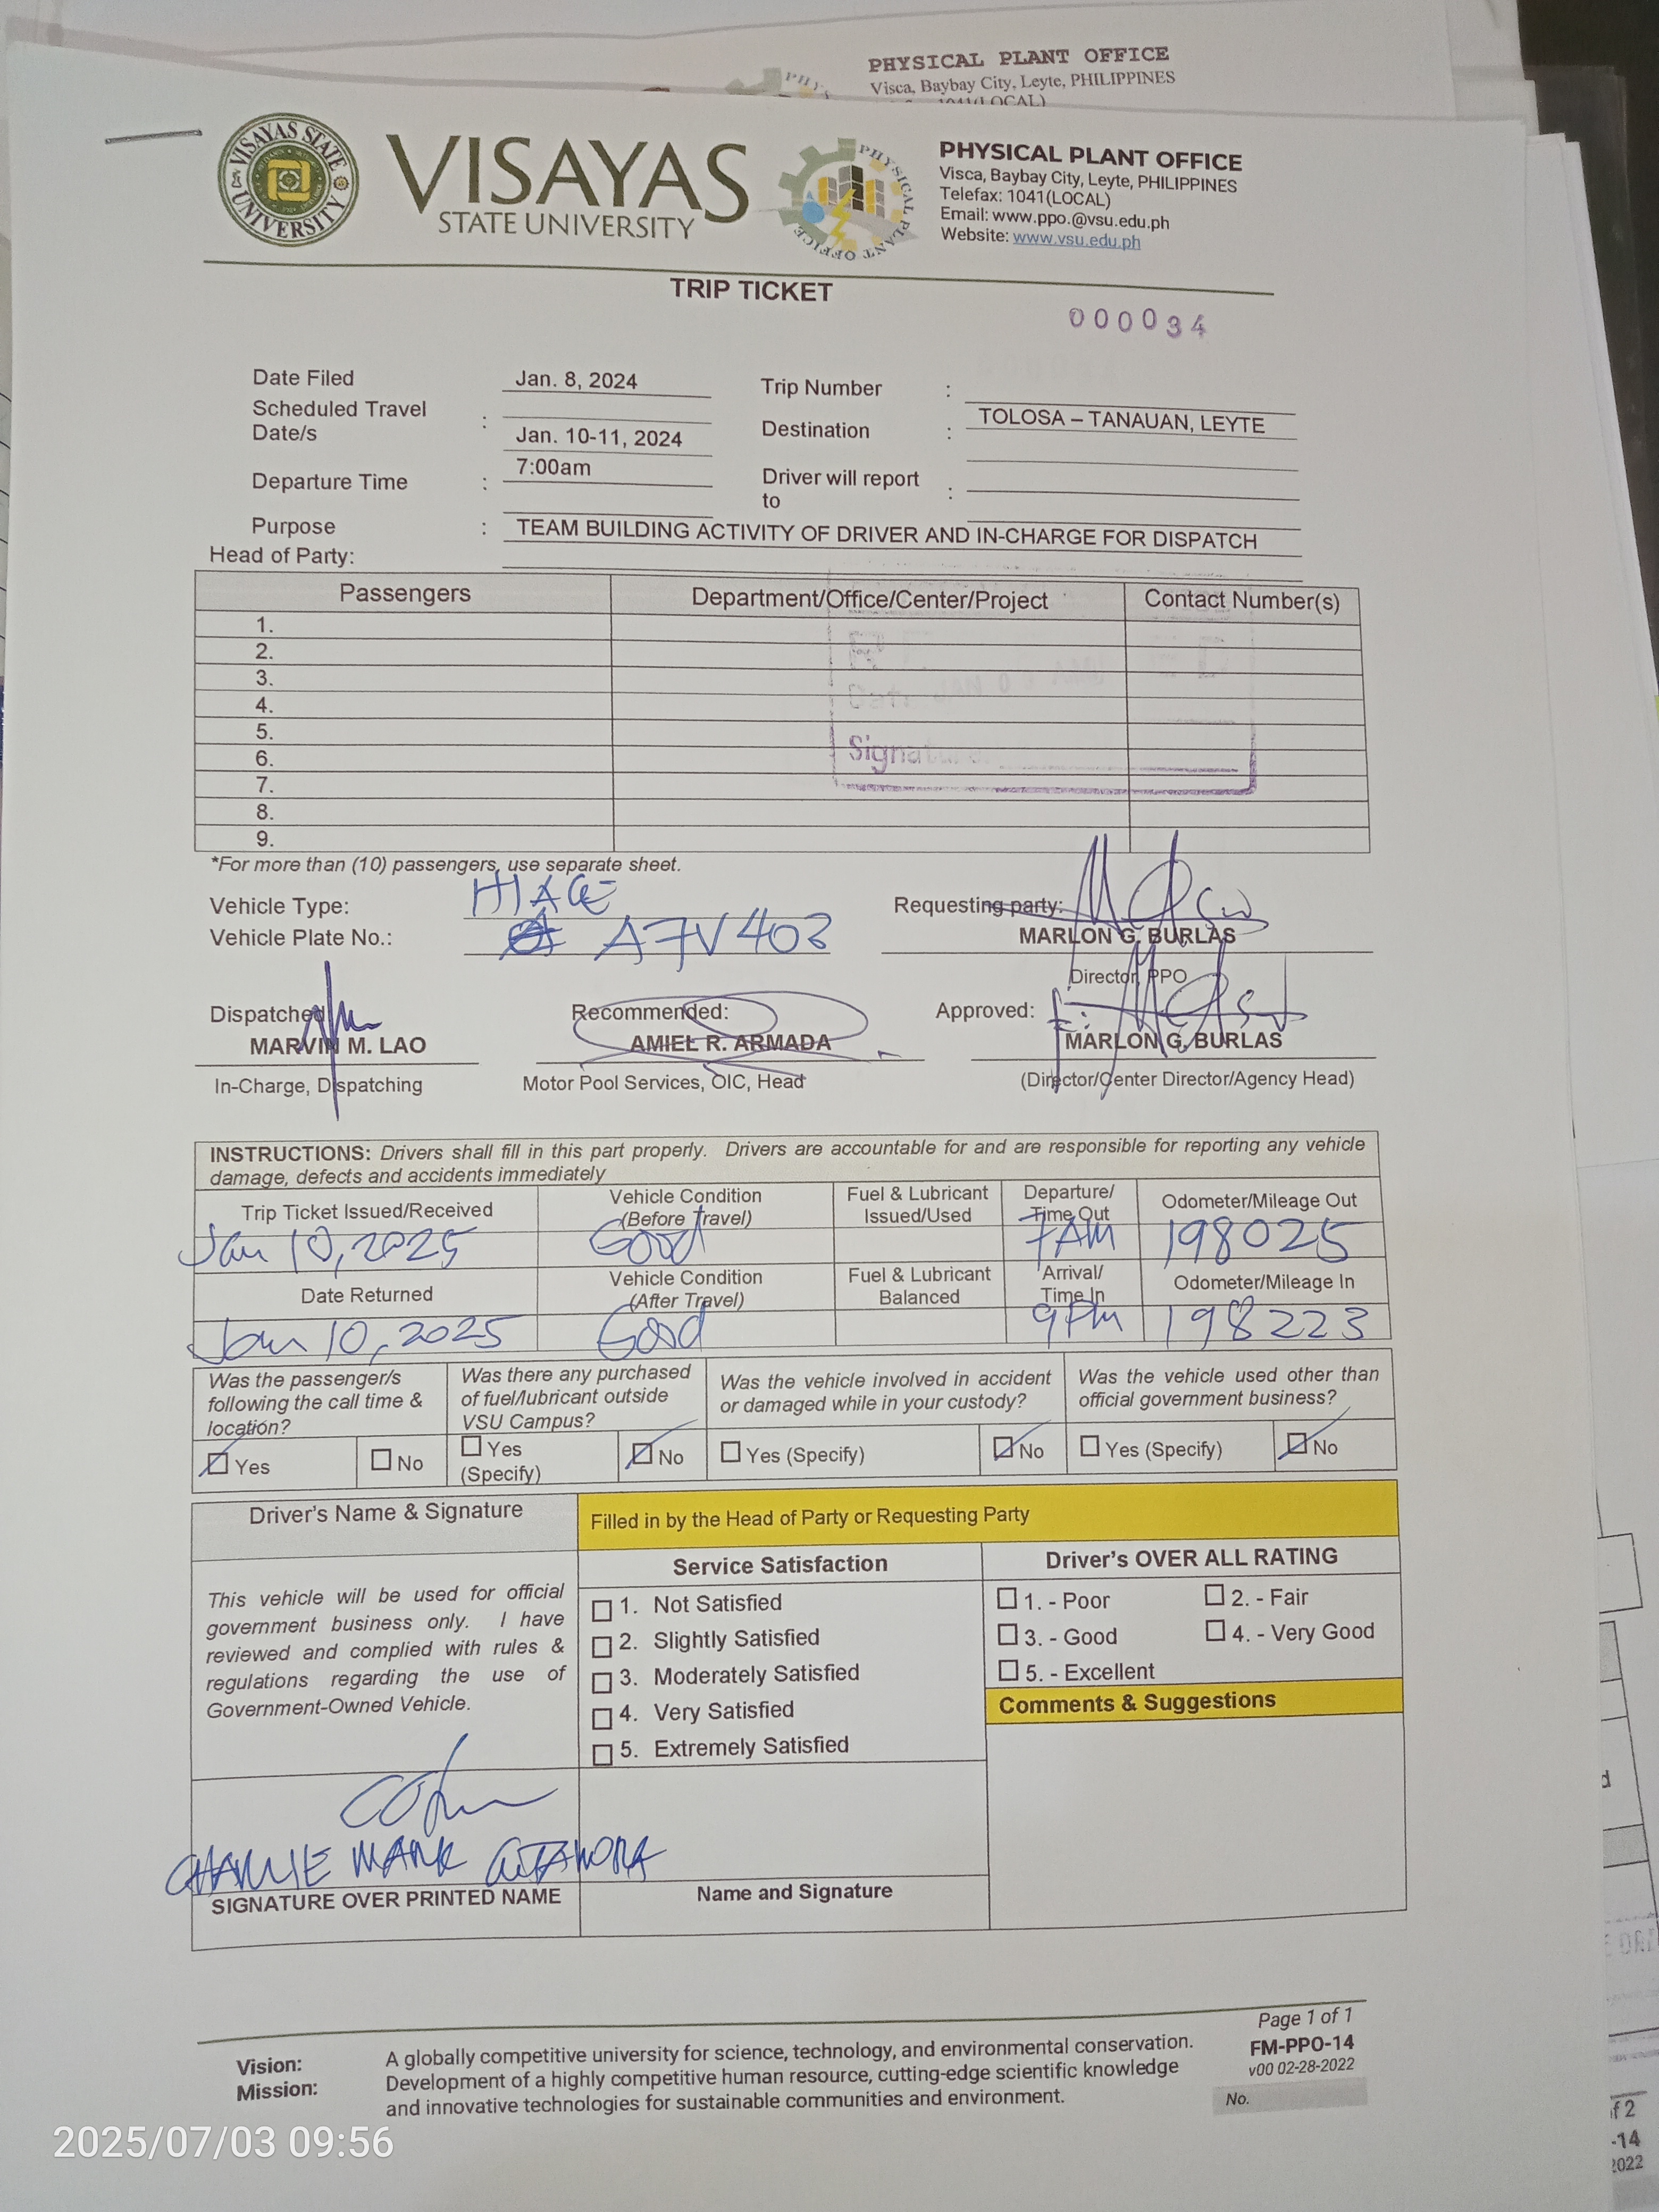 PHYSICAL PLANT OFFICE
Visca, Baybay City, Leyte, PHILIPPINES
1041(LOCAL)
VISAYAS STATE UNIVERSITY
VISAYAS
STATE UNIVERSITY
PHYSICAL PLANT OFFICE
PHYSICAL PLANT OFFICE
Visca, Baybay City, Leyte, PHILIPPINES
Telefax: 1041(LOCAL)
Email: www.ppo.@vsu.edu.ph
Website: www.vsu.edu.ph
TRIP TICKET
000034
Date Filed Jan. 8, 2024 Trip Number :
Scheduled Travel Date/s : Jan. 10-11, 2024 Destination : TOLOSA – TANAUAN, LEYTE
Departure Time : 7:00am Driver will report to :
Purpose : TEAM BUILDING ACTIVITY OF DRIVER AND IN-CHARGE FOR DISPATCH
Head of Party:
Passengers Department/Office/Center/Project Contact Number(s)
1.
2.
3.
4.
5.
6.
7.
8.
9.
Signature
*For more than (10) passengers, use separate sheet.
Vehicle Type: HIACE Requesting party:
Vehicle Plate No.: A7V403 MARLON G. BURLAS
Director, PPO
Dispatched Recommended: Approved:
MARVIN M. LAO AMIEL R. ARMADA MARLON G. BURLAS
In-Charge, Dispatching Motor Pool Services, OIC, Head (Director/Center Director/Agency Head)
INSTRUCTIONS: Drivers shall fill in this part properly. Drivers are accountable for and are responsible for reporting any vehicle
damage, defects and accidents immediately
Trip Ticket Issued/Received Vehicle Condition (Before Travel) Fuel & Lubricant Issued/Used Departure/ Time Out Odometer/Mileage Out
Jan 10, 2025 Good 7AM 198025
Date Returned Vehicle Condition (After Travel) Fuel & Lubricant Balanced Arrival/ Time In Odometer/Mileage In
Jan 10, 2025 Good 9PM 198223
Was the passenger/s following the call time & location? Was there any purchased of fuel/lubricant outside VSU Campus? Was the vehicle involved in accident or damaged while in your custody? Was the vehicle used other than official government business?
Yes No Yes (Specify) No Yes (Specify) No Yes (Specify) No
Driver's Name & Signature Filled in by the Head of Party or Requesting Party
Service Satisfaction Driver's OVER ALL RATING
This vehicle will be used for official
government business only. I have
reviewed and complied with rules &
regulations regarding the use of
Government-Owned Vehicle.
1. Not Satisfied
2. Slightly Satisfied
3. Moderately Satisfied
4. Very Satisfied
5. Extremely Satisfied
1. - Poor 2. - Fair
3. - Good 4. - Very Good
5. - Excellent
Comments & Suggestions
CHARLIE MARK
SIGNATURE OVER PRINTED NAME Name and Signature
Page 1 of 1
FM-PPO-14
v00 02-28-2022
No.
Vision: A globally competitive university for science, technology, and environmental conservation.
Mission: Development of a highly competitive human resource, cutting-edge scientific knowledge
and innovative technologies for sustainable communities and environment.
f 2
-14
2022
2025/07/03 09:56